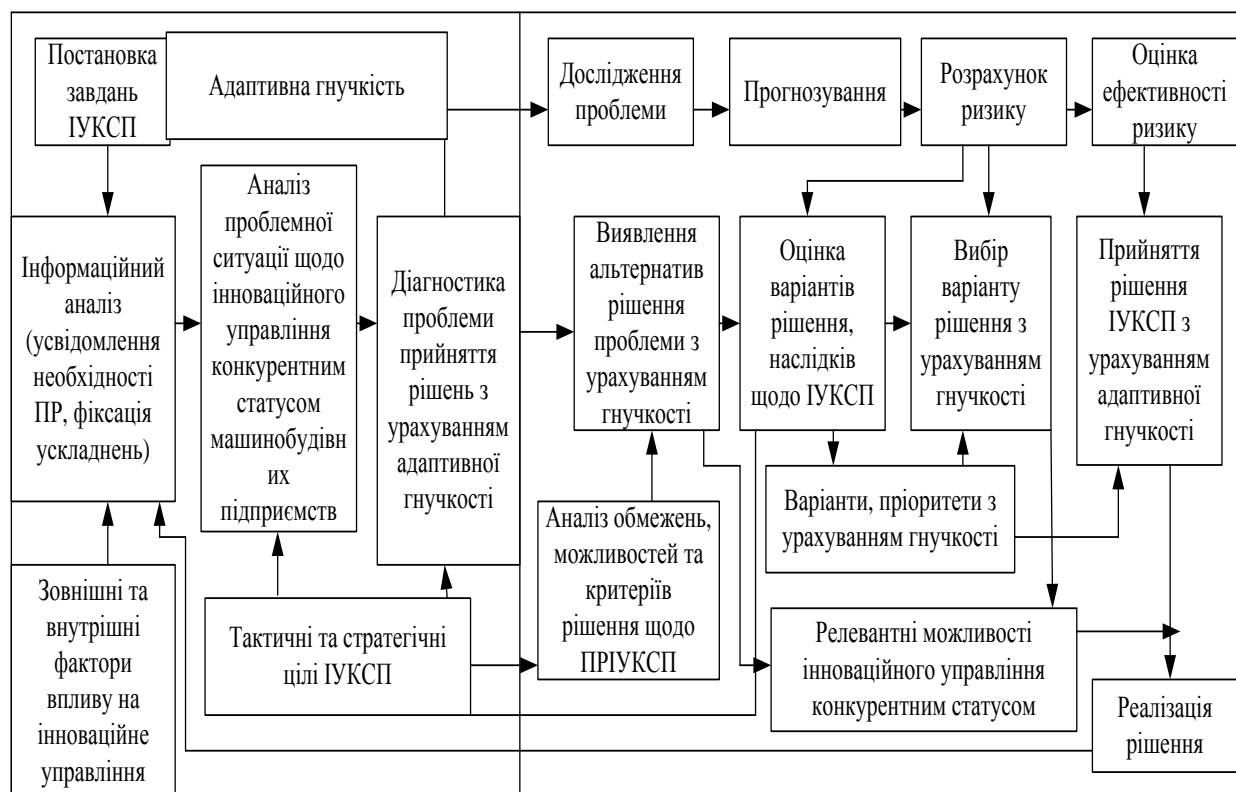 Постановка
завдань
ІУКСП
Адаптивна гнучкість
Дослідження
проблеми
Прогнозування
Розрахунок
ризику
Оцінка
ефективності
ризику
Інформаційний
аналіз
(усвідомлення
необхідності
ПР, фіксація
ускладнень)
Аналіз
проблемної
ситуації щодо
інноваційного
управління
конкурентним
статусом
машинобудівн
их
підприємств
Діагностика
проблеми
прийняття
рішень з
урахуванням
адаптивної
гнучкості
Виявлення
альтернатив
рішення
проблеми з
урахуванням
гнучкості
Оцінка
варіантів
рішення,
наслідків
щодо ІУКСП
Вибір
варіанту
рішення з
урахуванням
гнучкості
Прийняття
рішення
ІУКСП з
урахуванням
адаптивної
гнучкості
Варіанти, пріоритети з
урахуванням гнучкості
Зовнішні та
внутрішні
фактори
впливу на
інноваційне
управління
Тактичні та стратегічні
цілі ІУКСП
Аналіз обмежень,
можливостей та
критеріїв
рішення щодо
ПРІУКСП
Релевантні можливості
інноваційного управління
конкурентним статусом
Реалізація
рішення